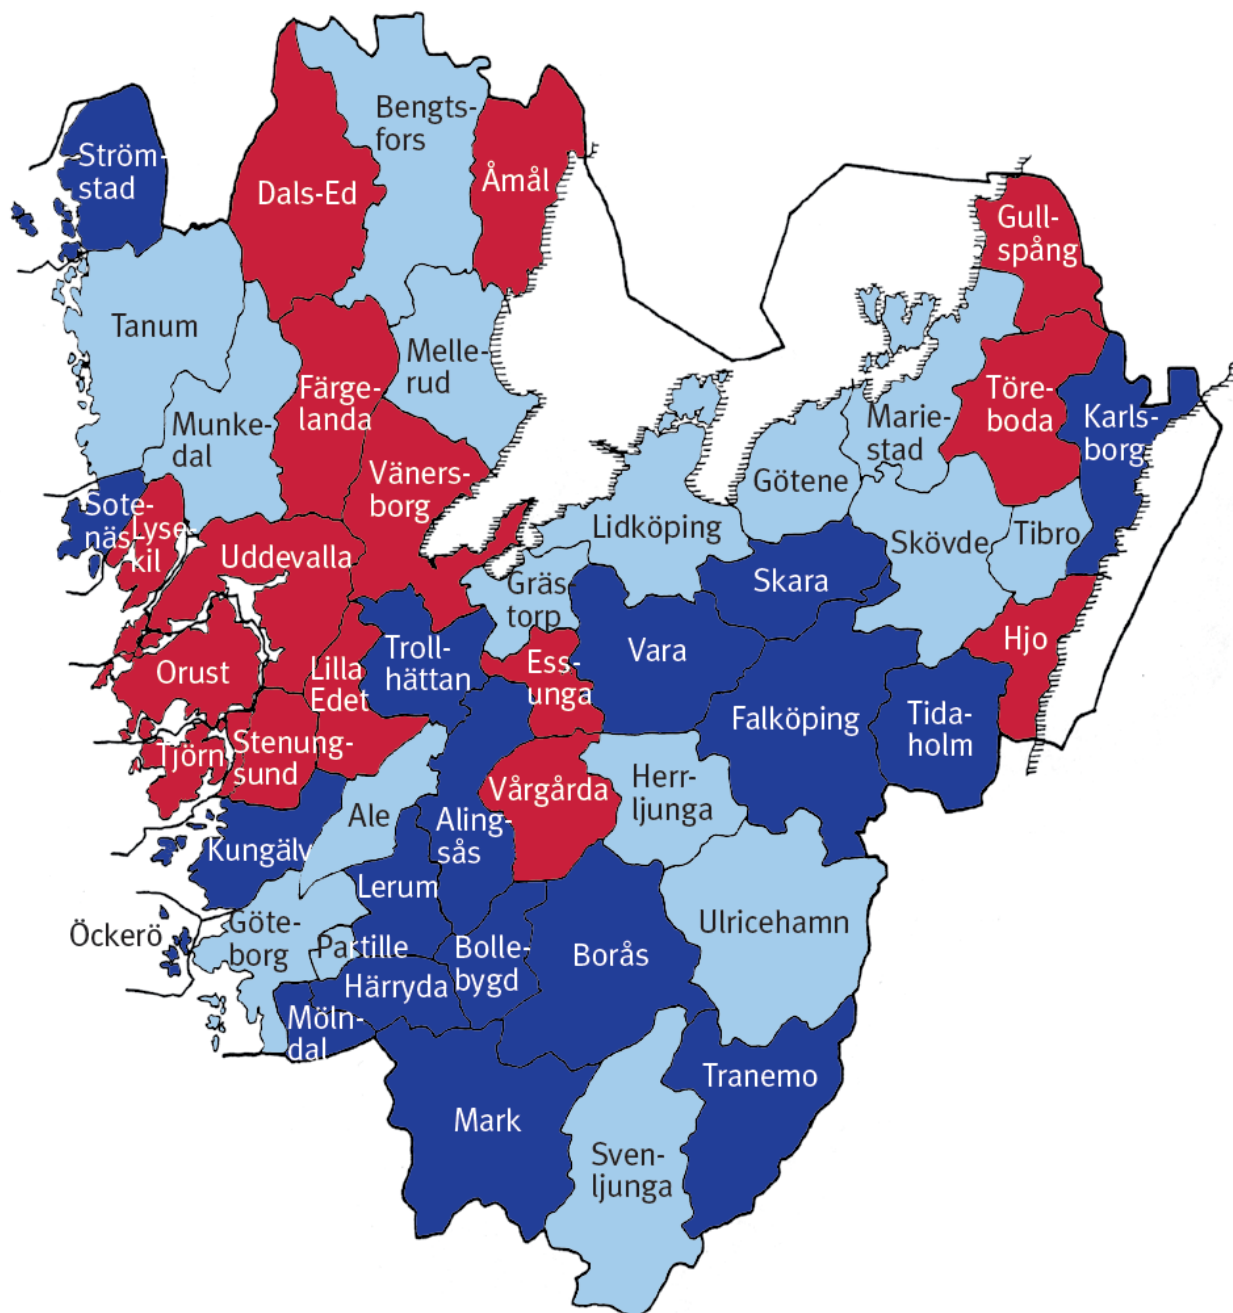 Bengts-
fors
Ström-
stad
Dals-Ed
Åmål
Gull-
spång
Tanum
Melle-
rud
Färge-
landa
Munke-
dal
Marie-
stad
Töre-
boda
Karls-
borg
Väners-
borg
Götene
Sote-
näs
Lyse-
kil
Lidköping
Skövde
Tibro
Uddevalla
Gräs-
torp
Skara
Hjo
Troll-
hättan
Vara
Orust
Lilla
Edet
Ess-
unga
Falköping
Tida-
holm
Tjörn
Stenung-
sund
Vårgårda
Herr-
ljunga
Ale
Aling-
sås
Kungälv
Lerum
Öckerö
Göte-
borg
Partille
Bolle-
bygd
Borås
Ulricehamn
Härryda
Möln-
dal
Tranemo
Mark
Sven-
ljunga